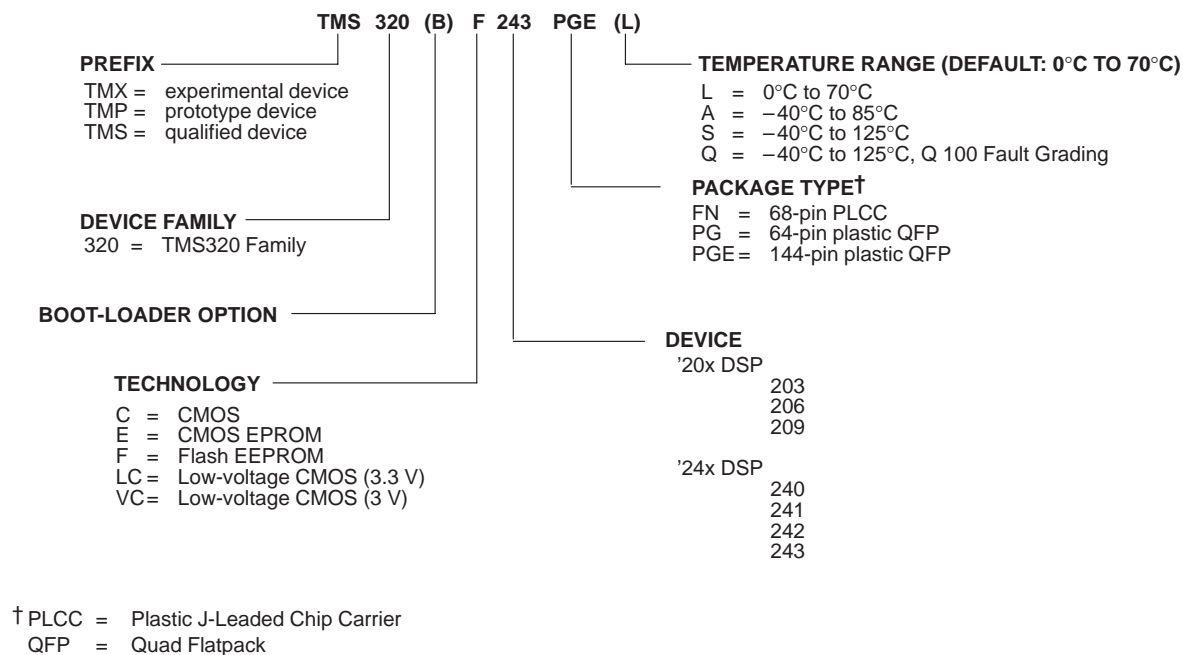 TMS 320 (B) F 243 PGE (L)
PREFIX
TMX = experimental device
TMP = prototype device
TMS = qualified device
TEMPERATURE RANGE (DEFAULT: 0°C TO 70°C)
L = 0°C to 70°C
A = –40°C to 85°C
S = –40°C to 125°C
Q = –40°C to 125°C, Q 100 Fault Grading
PACKAGE TYPE†
FN = 68-pin PLCC
PG = 64-pin plastic QFP
PGE = 144-pin plastic QFP
DEVICE FAMILY
320 = TMS320 Family
BOOT-LOADER OPTION
DEVICE
'20x DSP
203
206
209
'24x DSP
240
241
242
243
TECHNOLOGY
C = CMOS
E = CMOS EPROM
F = Flash EEPROM
LC = Low-voltage CMOS (3.3 V)
VC = Low-voltage CMOS (3 V)
† PLCC = Plastic J-Leaded Chip Carrier
QFP = Quad Flatpack